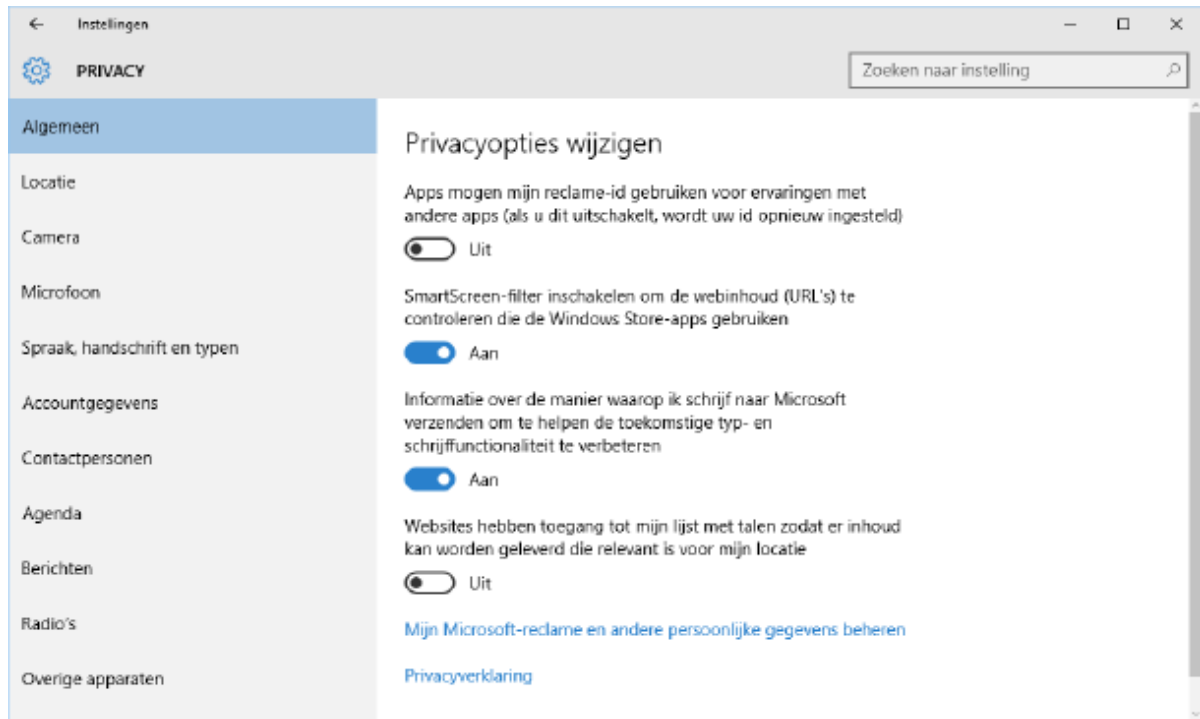 Instellingen
PRIVACY
Zoeken naar instelling
Algemeen
Locatie
Camera
Microfoon
Spraak, handschrift en typen
Accountgegevens
Contactpersonen
Agenda
Berichten
Radio's
Overige apparaten
Privacyopties wijzigen
Apps mogen mijn reclame-id gebruiken voor ervaringen met
andere apps (als u dit uitschakelt, wordt uw id opnieuw ingesteld)
Uit
SmartScreen-filter inschakelen om de webinhoud (URL's) te
controleren die de Windows Store-apps gebruiken
Aan
Informatie over de manier waarop ik schrijf naar Microsoft
verzenden om te helpen de toekomstige typ- en
schrijffunctionaliteit te verbeteren
Aan
Websites hebben toegang tot mijn lijst met talen zodat er inhoud
kan worden geleverd die relevant is voor mijn locatie
Uit
Mijn Microsoft-reclame en andere persoonlijke gegevens beheren
Privacyverklaring